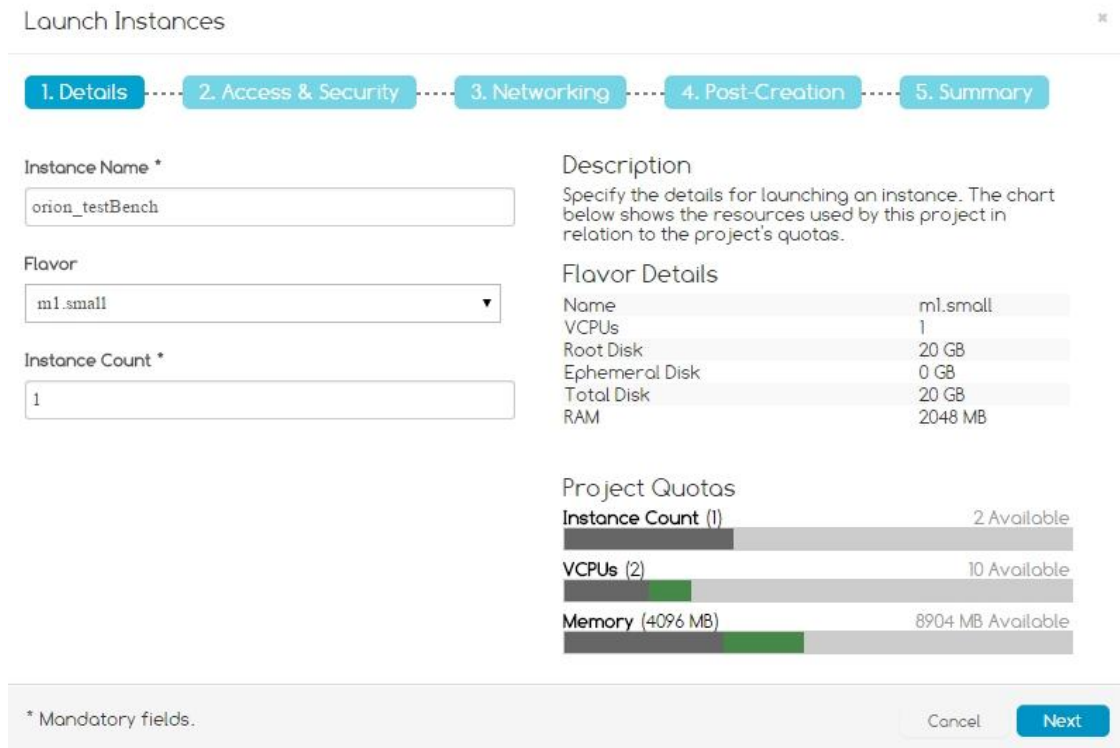 Launch Instances
×
1. Details
2. Access & Security
3. Networking
4. Post-Creation
5. Summary
Instance Name *
orion_testBench
Flavor
m1.small
Instance Count *
1
Description
Specify the details for launching an instance. The chart
below shows the resources used by this project in
relation to the project's quotas.
Flavor Details
Name m1.small
VCPUs 1
Root Disk 20 GB
Ephemeral Disk 0 GB
Total Disk 20 GB
RAM 2048 MB
Project Quotas
Instance Count (1) 2 Available
VCPUs (2) 10 Available
Memory (4096 MB) 8904 MB Available
* Mandatory fields.
Cancel
Next